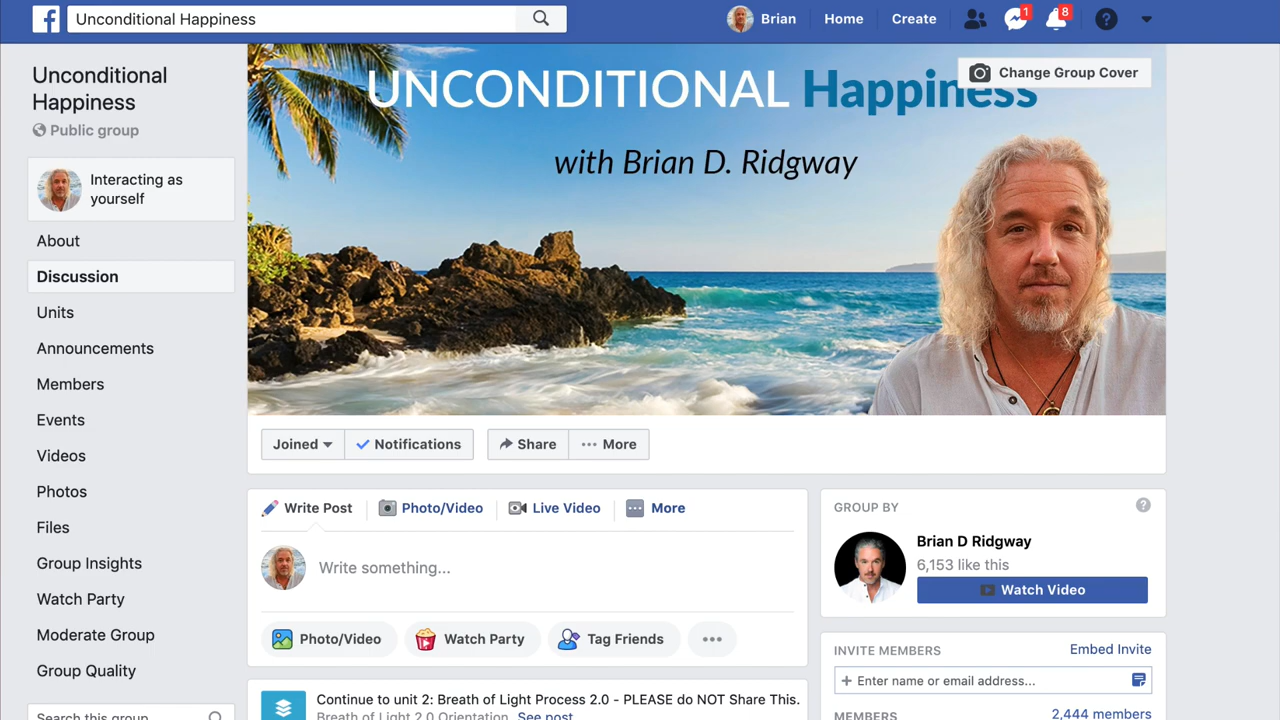 Unconditional Happiness
Brian
Home
Create
1
8
Unconditional
Happiness
Public group
Interacting as
yourself
About
Discussion
Units
Announcements
Members
Events
Videos
Photos
Files
Group Insights
Watch Party
Moderate Group
Group Quality
Search this group
UNCONDITIONAL Happiness
Change Group Cover
with Brian D. Ridgway
Joined
Notifications
Share
More
Write Post
Photo/Video
Live Video
More
Write something...
Photo/Video
Watch Party
Tag Friends
Continue to unit 2: Breath of Light Process 2.0 - PLEASE do NOT Share This.
Breath of Light 2.0 Orientation See post
GROUP BY
Brian D Ridgway
6,153 like this
Watch Video
INVITE MEMBERS
Embed Invite
+ Enter name or email address...
MEMBERS
2,444 members